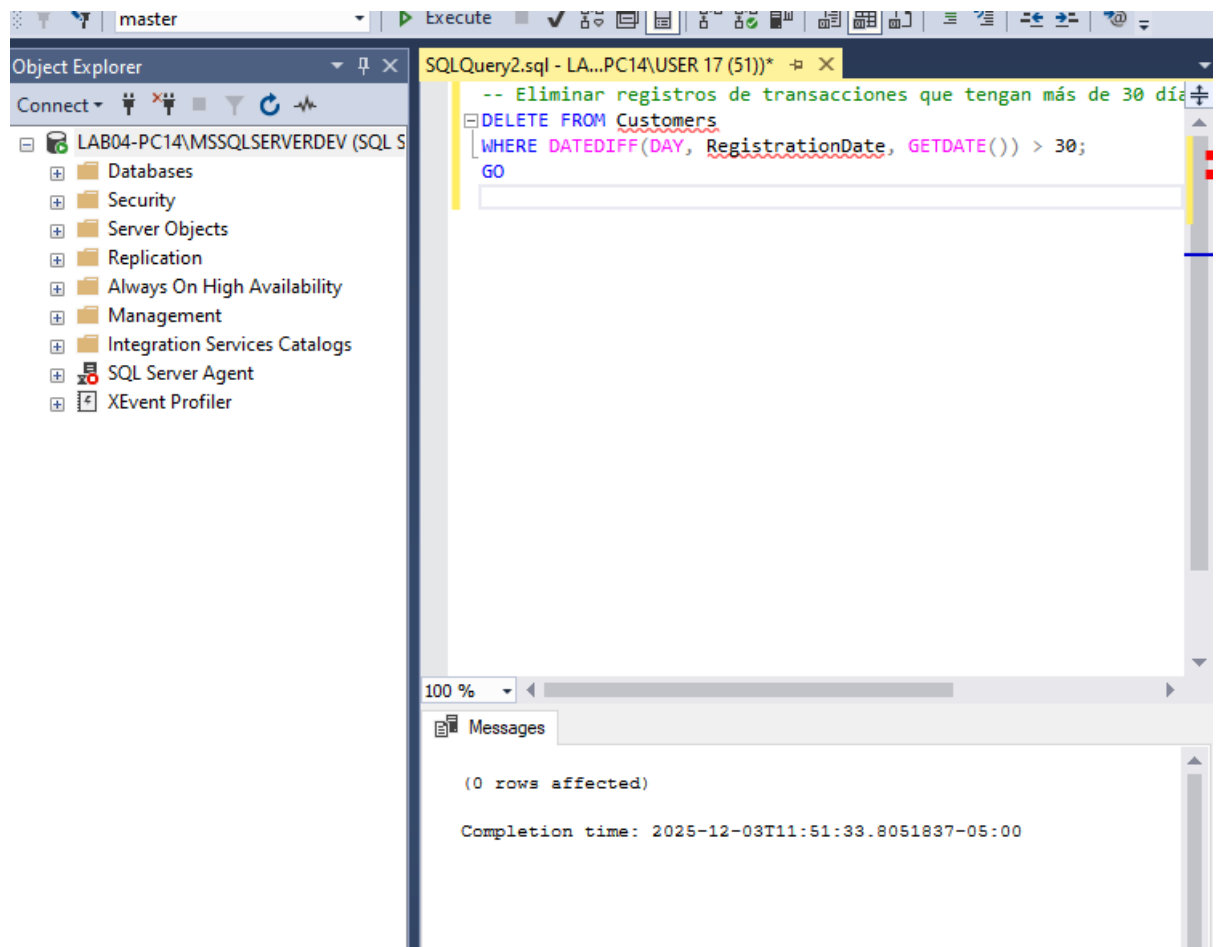 master
Execute
Object Explorer
Connect
LAB04-PC14\MSSQLSERVERDEV (SQL S
Databases
Security
Server Objects
Replication
Always On High Availability
Management
Integration Services Catalogs
SQL Server Agent
XEvent Profiler
SQLQuery2.sql - LA...PC14\USER 17 (51))*
-- Eliminar registros de transacciones que tengan más de 30 día
DELETE FROM Customers
WHERE DATEDIFF(DAY, RegistrationDate, GETDATE()) > 30;
GO
100 %
Messages
(0 rows affected)
Completion time: 2025-12-03T11:51:33.8051837-05:00